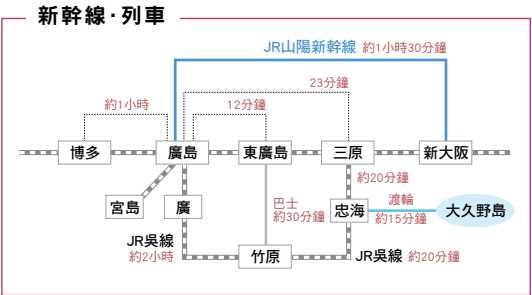 新幹線·列車
JR山陽新幹線 約1小時30分鐘
23分鐘
約1小時
12分鐘
博多
廣島
東廣島
三原
新大阪
約20分鐘
宮島
廣
巴士
約30分鐘
忠海
渡輪
約15分鐘
大久野島
JR吳線
約2小時
竹原
JR吳線 約20分鐘